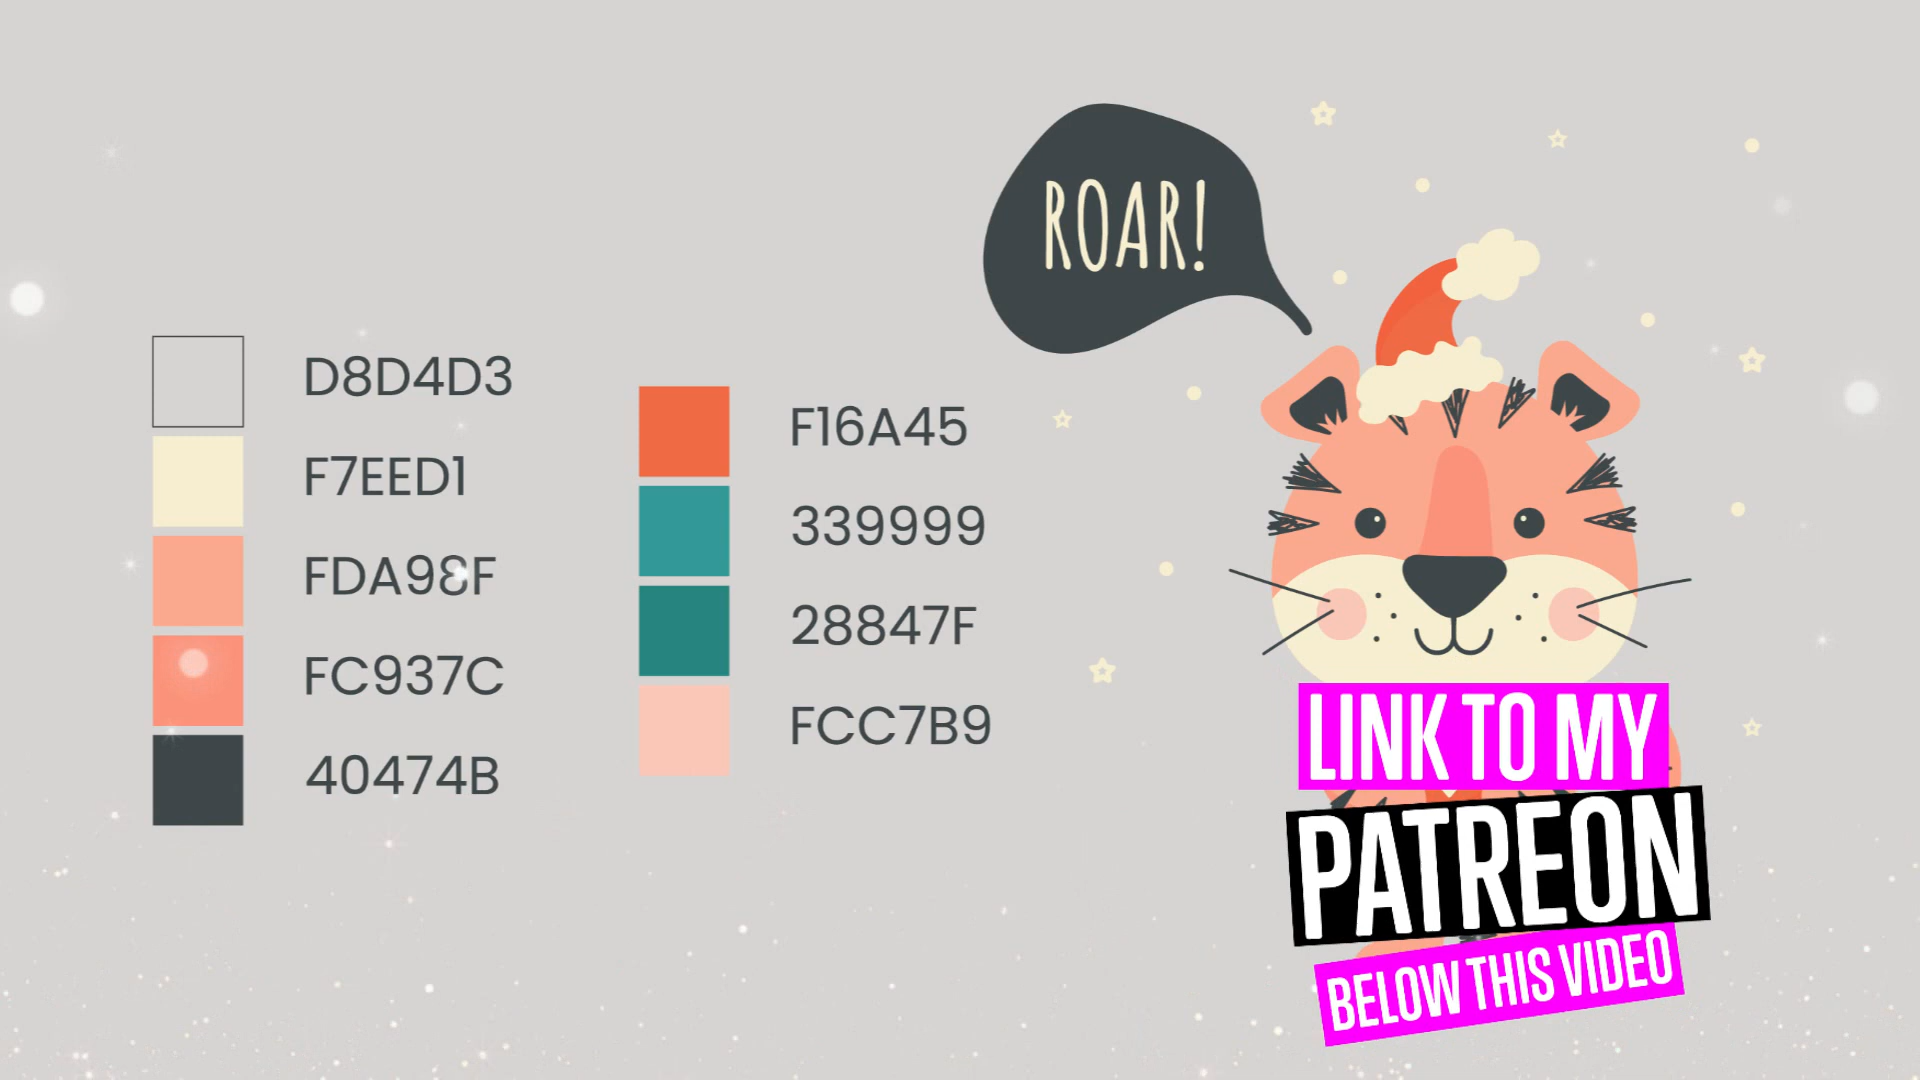 D8D4D3
F7EED1
FDA98F
FC937C
40474B
F16A45
339999
28847F
FCC7B9
ROAR!
LINK TO MY
PATREON
BELOW THIS VIDEO